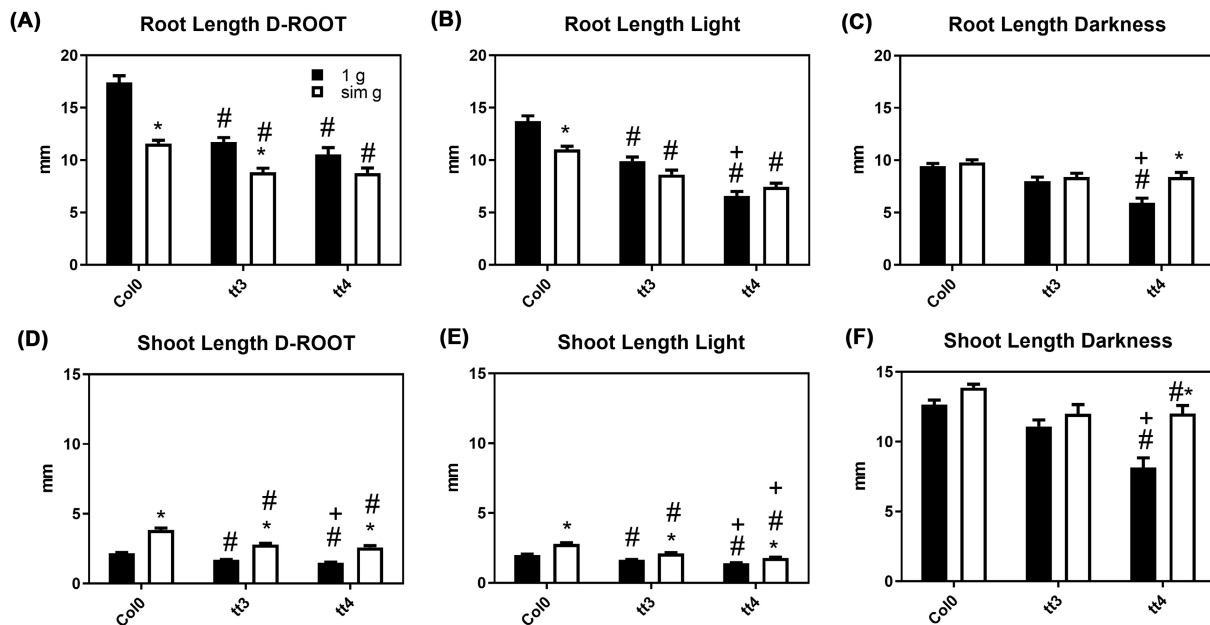 (A) Root Length D-ROOT
20
15
10
5
0
mm
1 g
sim g
*
#
#
*
#
#
Col0
tt3
tt4
(B) Root Length Light
20
15
10
5
0
mm
*
#
#
+
#
#
Col0
tt3
tt4
(C) Root Length Darkness
20
15
10
5
0
mm
+
#
*
Col0
tt3
tt4
(D) Shoot Length D-ROOT
15
10
5
0
mm
*
#
#
*
+
#
#
*
Col0
tt3
tt4
(E) Shoot Length Light
15
10
5
0
mm
*
#
#
*
+
#
+
#
*
Col0
tt3
tt4
(F) Shoot Length Darkness
15
10
5
0
mm
+
#
#*
Col0
tt3
tt4